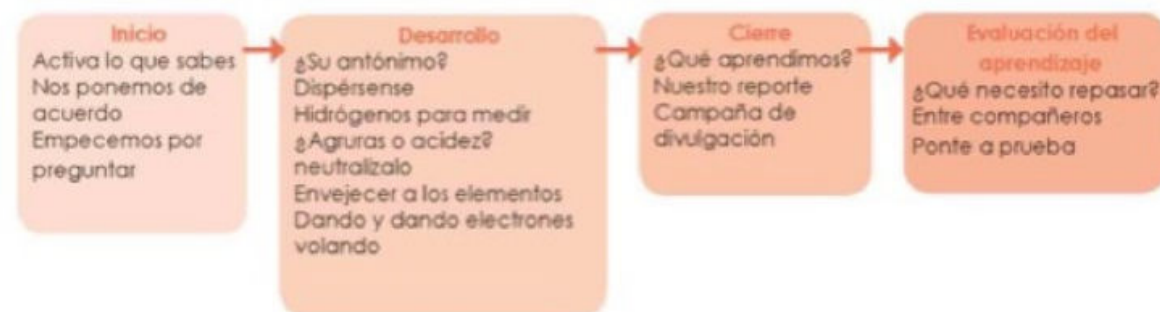 Inicio
Activa lo que sabes
Nos ponemos de
acuerdo
Empecemos por
preguntar
Desarrollo
¿Su antónimo?
Dispérsense
Hidrógenos para medir
¿Agruras o acidez?
neutralízalo
Envejecer a los elementos
Dando y dando electrones
volando
Cierre
¿Qué aprendimos?
Nuestro reporte
Campaña de
divulgación
Evaluación del
aprendizaje
¿Qué necesito repasar?
Entre compañeros
Ponte a prueba